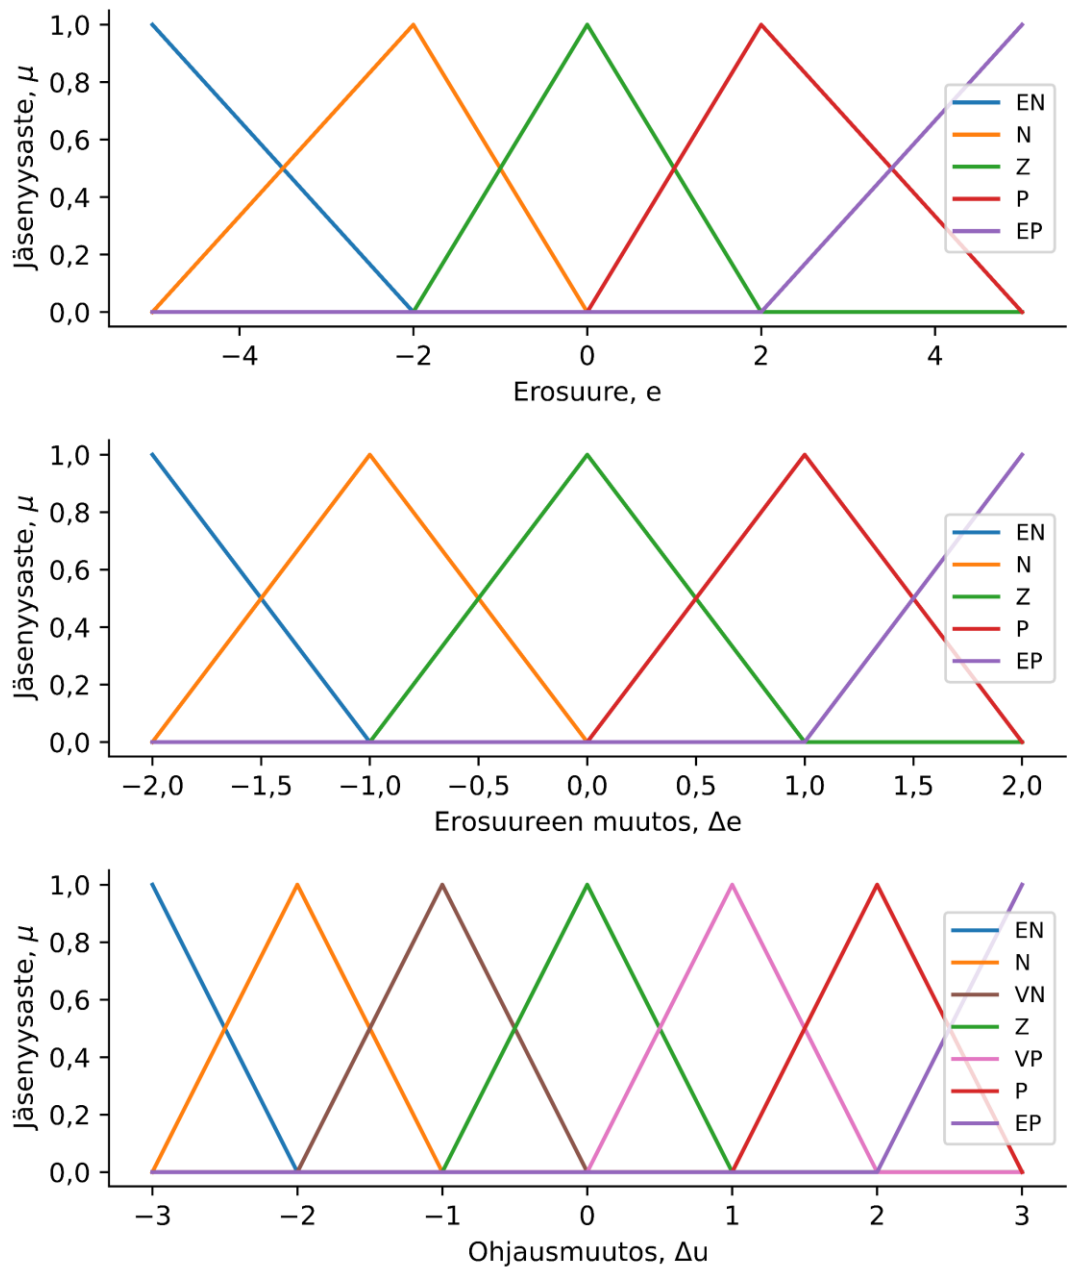 1,0
0,8
0,6
0,4
0,2
0,0
Jäsenyysaste, μ
EN
N
Z
P
EP
−4 −2 0 2 4
Erosuure, e
1,0
0,8
0,6
0,4
0,2
0,0
Jäsenyysaste, μ
EN
N
Z
P
EP
−2,0 −1,5 −1,0 −0,5 0,0 0,5 1,0 1,5 2,0
Erosuureen muutos, Δe
1,0
0,8
0,6
0,4
0,2
0,0
Jäsenyysaste, μ
EN
N
VN
Z
VP
P
EP
−3 −2 −1 0 1 2 3
Ohjausmuutos, Δu